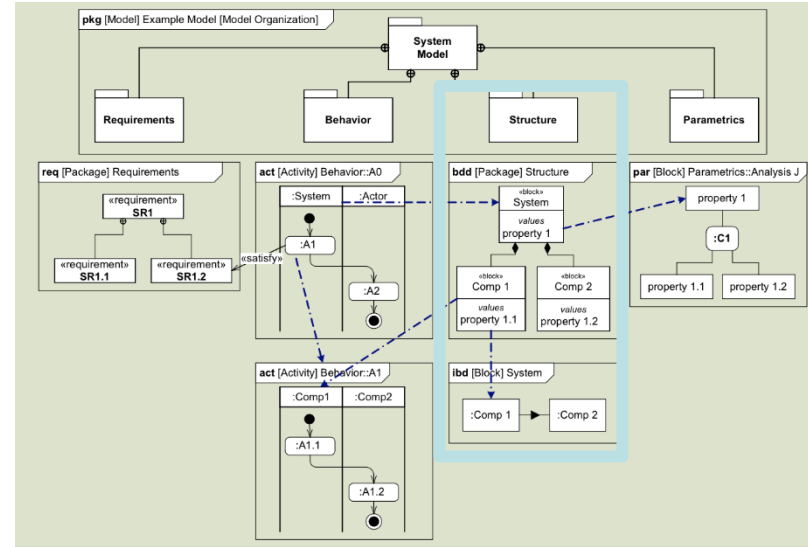 pkg [Model] Example Model [Model Organization]
System
Model
Requirements
Behavior
Structure
Parametrics
req [Package] Requirements
«requirement»
SR1
«requirement»
SR1.1
«requirement»
SR1.2
«satisfy»
act [Activity] Behavior::A0
:System
:Actor
:A1
:A2
bdd [Package] Structure
«block»
System
values
property 1
«block»
Comp 1
values
property 1.1
«block»
Comp 2
values
property 1.2
par [Block] Parametrics::Analysis J
property 1
:C1
property 1.1
property 1.2
act [Activity] Behavior::A1
:Comp1
:Comp2
:A1.1
:A1.2
ibd [Block] System
:Comp 1
:Comp 2